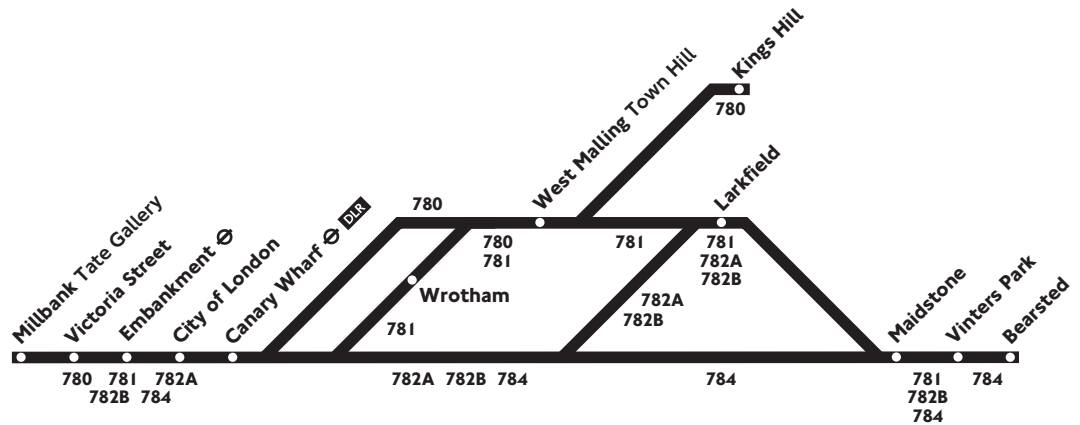 Kings Hill
780
West Malling Town Hill
Larkfield
780
780
781
781
781
782A
782B
Millbank Tate Gallery
Victoria Street
Embankment
City of London
Canary Wharf DLR
Wrotham
781
782A
782B
Maidstone
Vinters Park
Bearsted
780 781 782A
782B 784
782A 782B 784
784
781
782B
784
784